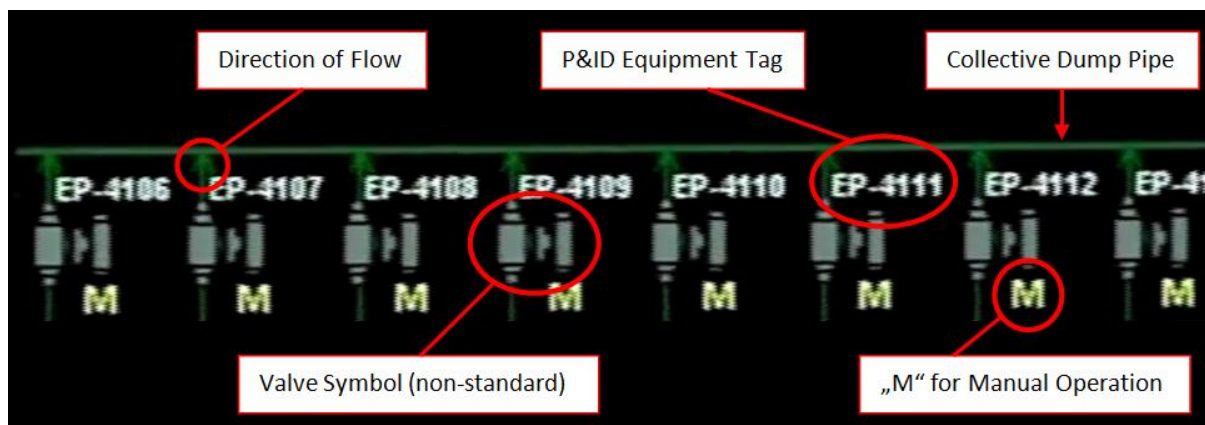 Direction of Flow
P&ID Equipment Tag
Collective Dump Pipe
EP-4106 EP-4107 EP-4108 EP-4109 EP-4110 EP-4111 EP-4112
M M M M M M M M
Valve Symbol (non-standard)
„M“ for Manual Operation